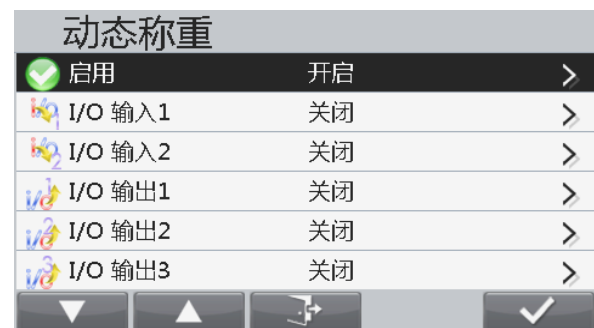 动态称重
启用 开启
I/O 输入1 关闭
I/O 输入2 关闭
I/O 输出1 关闭
I/O 输出2 关闭
I/O 输出3 关闭